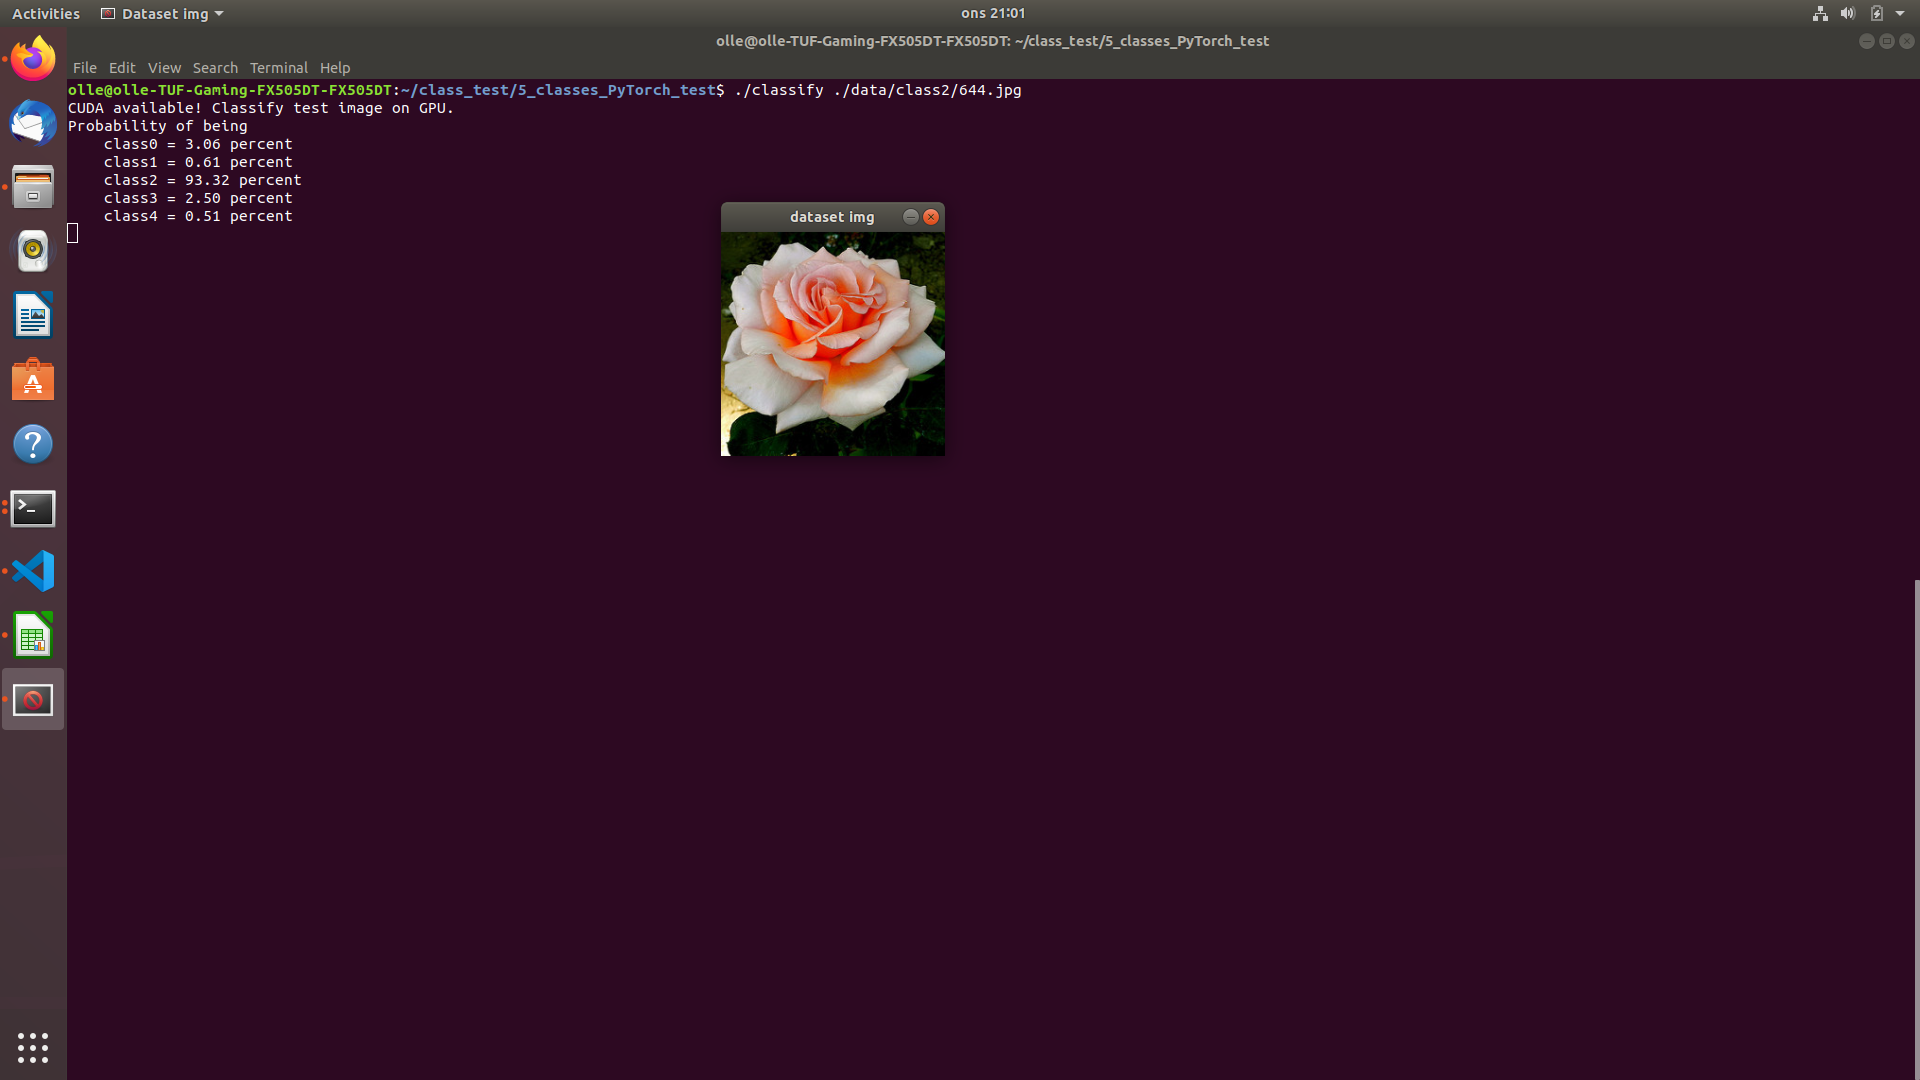 Activities
Dataset img
ons 21:01
olle@olle-TUF-Gaming-FX505DT-FX505DT: ~/class_test/5_classes_PyTorch_test
File Edit View Search Terminal Help
olle@olle-TUF-Gaming-FX505DT-FX505DT:~/class_test/5_classes_PyTorch_test$ ./classify ./data/class2/644.jpg
CUDA available! Classify test image on GPU.
Probability of being
class0 = 3.06 percent
class1 = 0.61 percent
class2 = 93.32 percent
class3 = 2.50 percent
class4 = 0.51 percent
dataset img